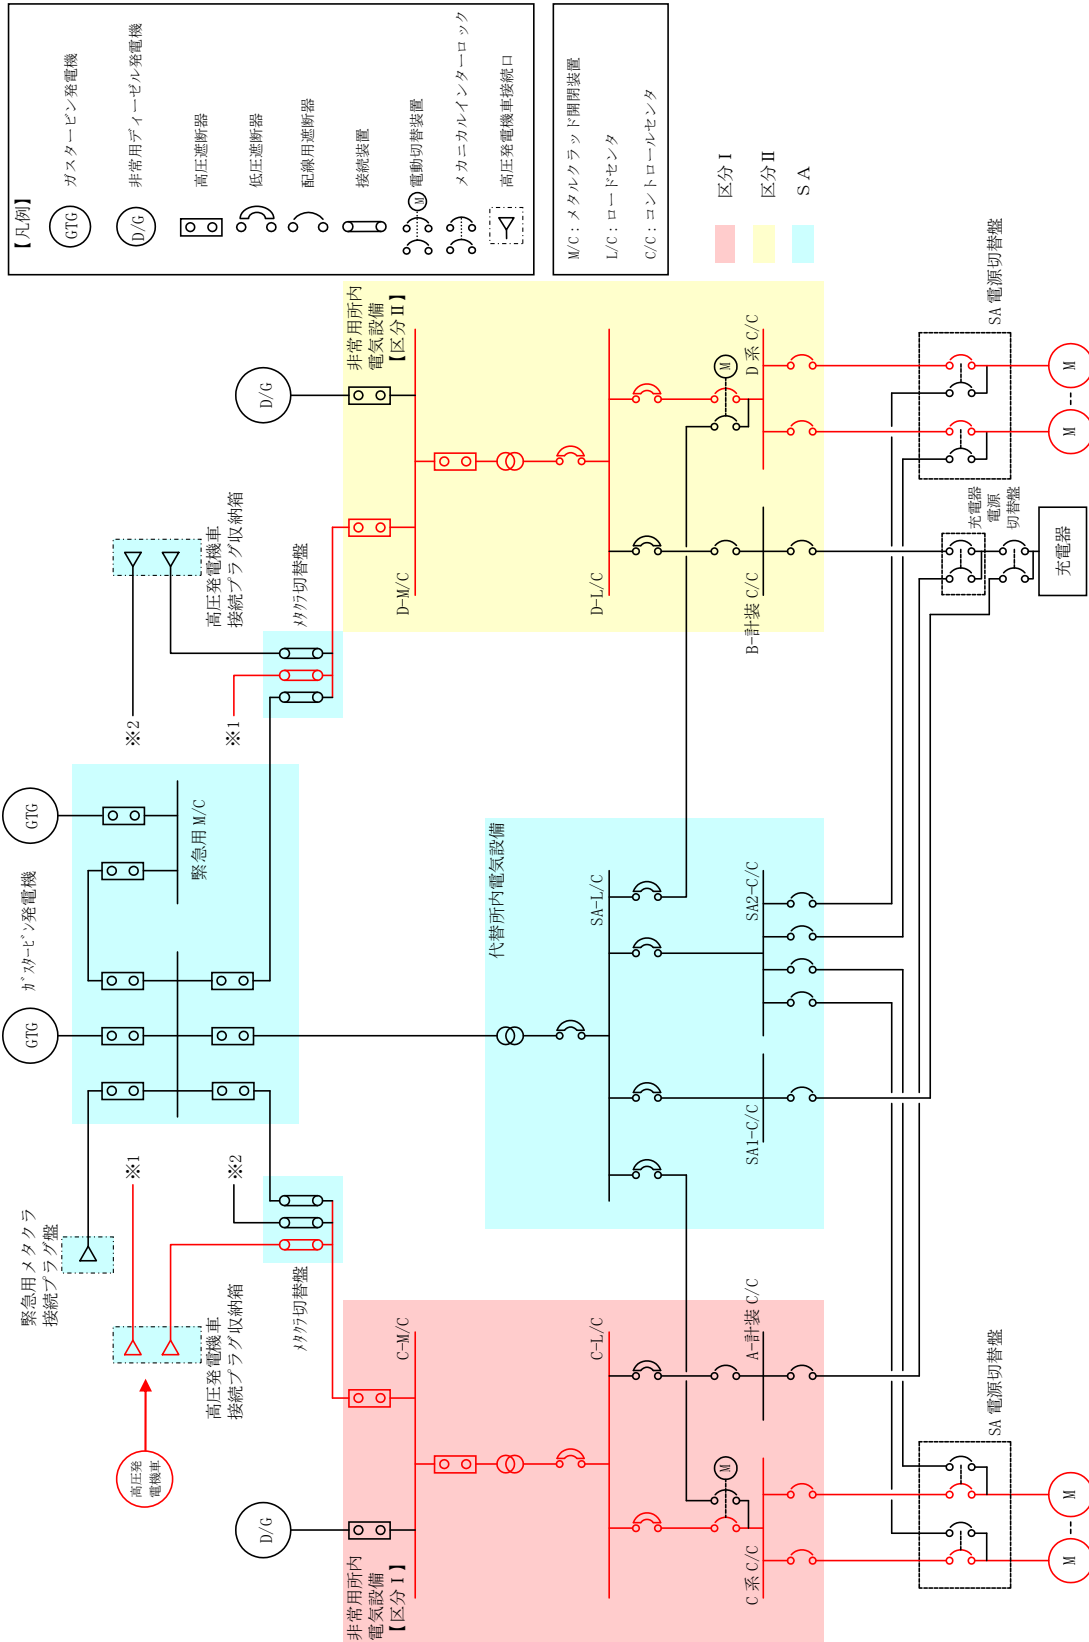 【凡例】
GTG
ガスタービン発電機
D/G
非常用ディーゼル発電機
高圧遮断器
低圧遮断器
配線用遮断器
接続装置
M
電動切替装置
メカニカルインターロック
高圧発電機車接続口
M/C：メタルクラッド開閉装置
L/C：ロードセンタ
C/C：コントロールセンタ
区分Ⅰ
区分Ⅱ
SA
緊急用メタクラ
接続プラグ盤
GTG
ｶﾞｽﾀｰﾋﾞﾝ発電機
GTG
緊急用 M/C
※1
※2
高圧発電機車
接続プラグ収納箱
高圧発
電機車
ﾒﾀｸﾗ切替盤
※2
※1
高圧発電機車
接続プラグ収納箱
ﾒﾀｸﾗ切替盤
D/G
非常用所内
電気設備
【区分Ⅰ】
C-M/C
C-L/C
M
C 系 C/C
A-計装 C/C
代替所内電気設備
SA-L/C
SA1-C/C
SA2-C/C
D/G
非常用所内
電気設備
【区分Ⅱ】
D-M/C
D-L/C
M
B-計装 C/C
D 系 C/C
SA 電源切替盤
M
M
充電器
電源
切替盤
充電器
SA 電源切替盤
M
M